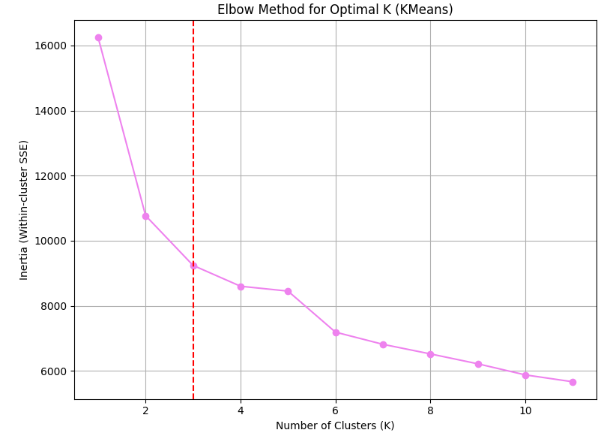 Elbow Method for Optimal K (KMeans)
16000
14000
12000
10000
8000
6000
Inertia (Within-cluster SSE)
2 4 6 8 10
Number of Clusters (K)